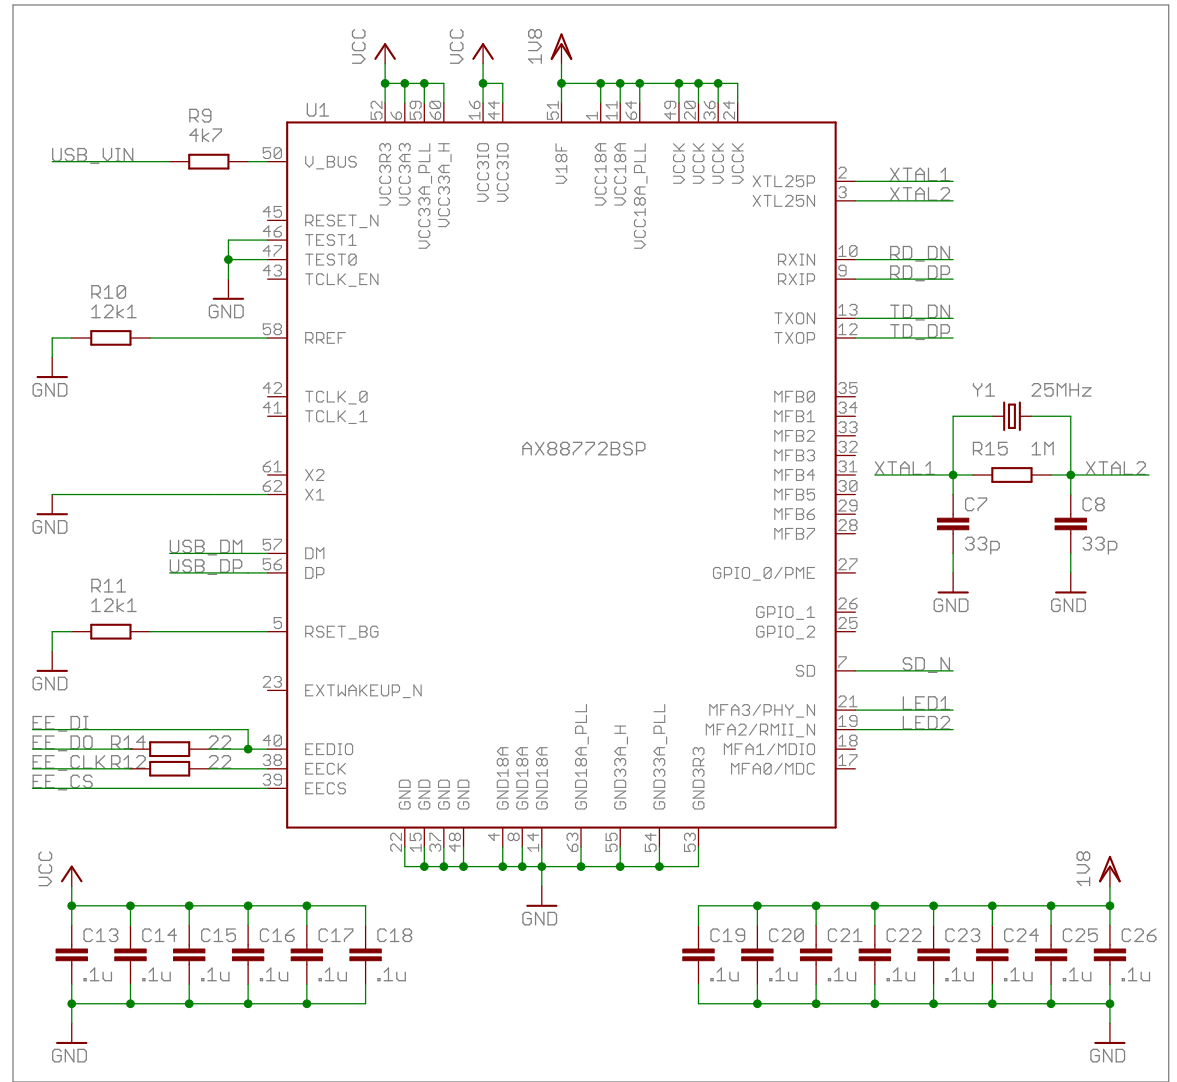 VCC
VCC
1V8
52
6
59
60
16
44
51
1
11
64
49
20
36
24
U1
R9
4k7
USB_VIN
50
V_BUS
VCC3R3
VCC3A3
VCC33A_PLL
VCC33A_H
VCC3IO
VCC3IO
V18F
VCC18A
VCC18A
VCC18A_PLL
VCCK
VCCK
VCCK
VCCK
XTL25P
2
XTAL1
XTL25N
3
XTAL2
45
RESET_N
46
TEST1
47
TEST0
43
TCLK_EN
GND
RXIN
10
RD_DN
RXIP
9
RD_DP
R10
12k1
58
RREF
GND
TXON
13
TD_DN
TXOP
12
TD_DP
42
TCLK_0
41
TCLK_1
MFB0
35
MFB1
34
MFB2
33
MFB3
32
MFB4
31
MFB5
30
MFB6
29
MFB7
28
AX88772BSP
Y1
25MHz
R15
1M
XTAL1
XTAL2
C7
33p
C8
33p
GND
GND
61
X2
62
X1
GND
USB_DM
57
DM
USB_DP
56
DP
GPIO_0/PME
27
GPIO_1
26
GPIO_2
25
R11
12k1
5
RSET_BG
GND
SD
7
SD_N
23
EXTWAKEUP_N
MFA3/PHY_N
21
LED1
MFA2/RMII_N
19
LED2
MFA1/MDIO
18
MFA0/MDC
17
EE_DI
EE_DO
R14
22
40
EEDIO
EE_CLK
R12
22
38
EECK
EE_CS
39
EECS
GND
GND
GND
GND
GND18A
GND18A
GND18A
GND18A_PLL
GND33A_H
GND33A_PLL
GND3R3
22
15
37
48
4
8
14
63
55
54
53
GND
VCC
C13
.1u
C14
.1u
C15
.1u
C16
.1u
C17
.1u
C18
.1u
GND
1V8
C19
.1u
C20
.1u
C21
.1u
C22
.1u
C23
.1u
C24
.1u
C25
.1u
C26
.1u
GND